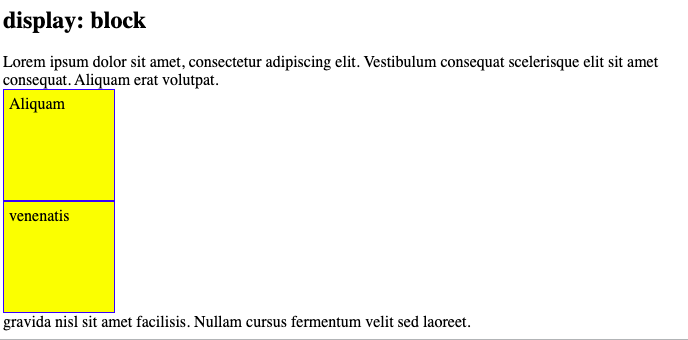 display: block
Lorem ipsum dolor sit amet, consectetur adipiscing elit. Vestibulum consequat scelerisque elit sit amet
consequat. Aliquam erat volutpat.
Aliquam
venenatis
gravida nisl sit amet facilisis. Nullam cursus fermentum velit sed laoreet.